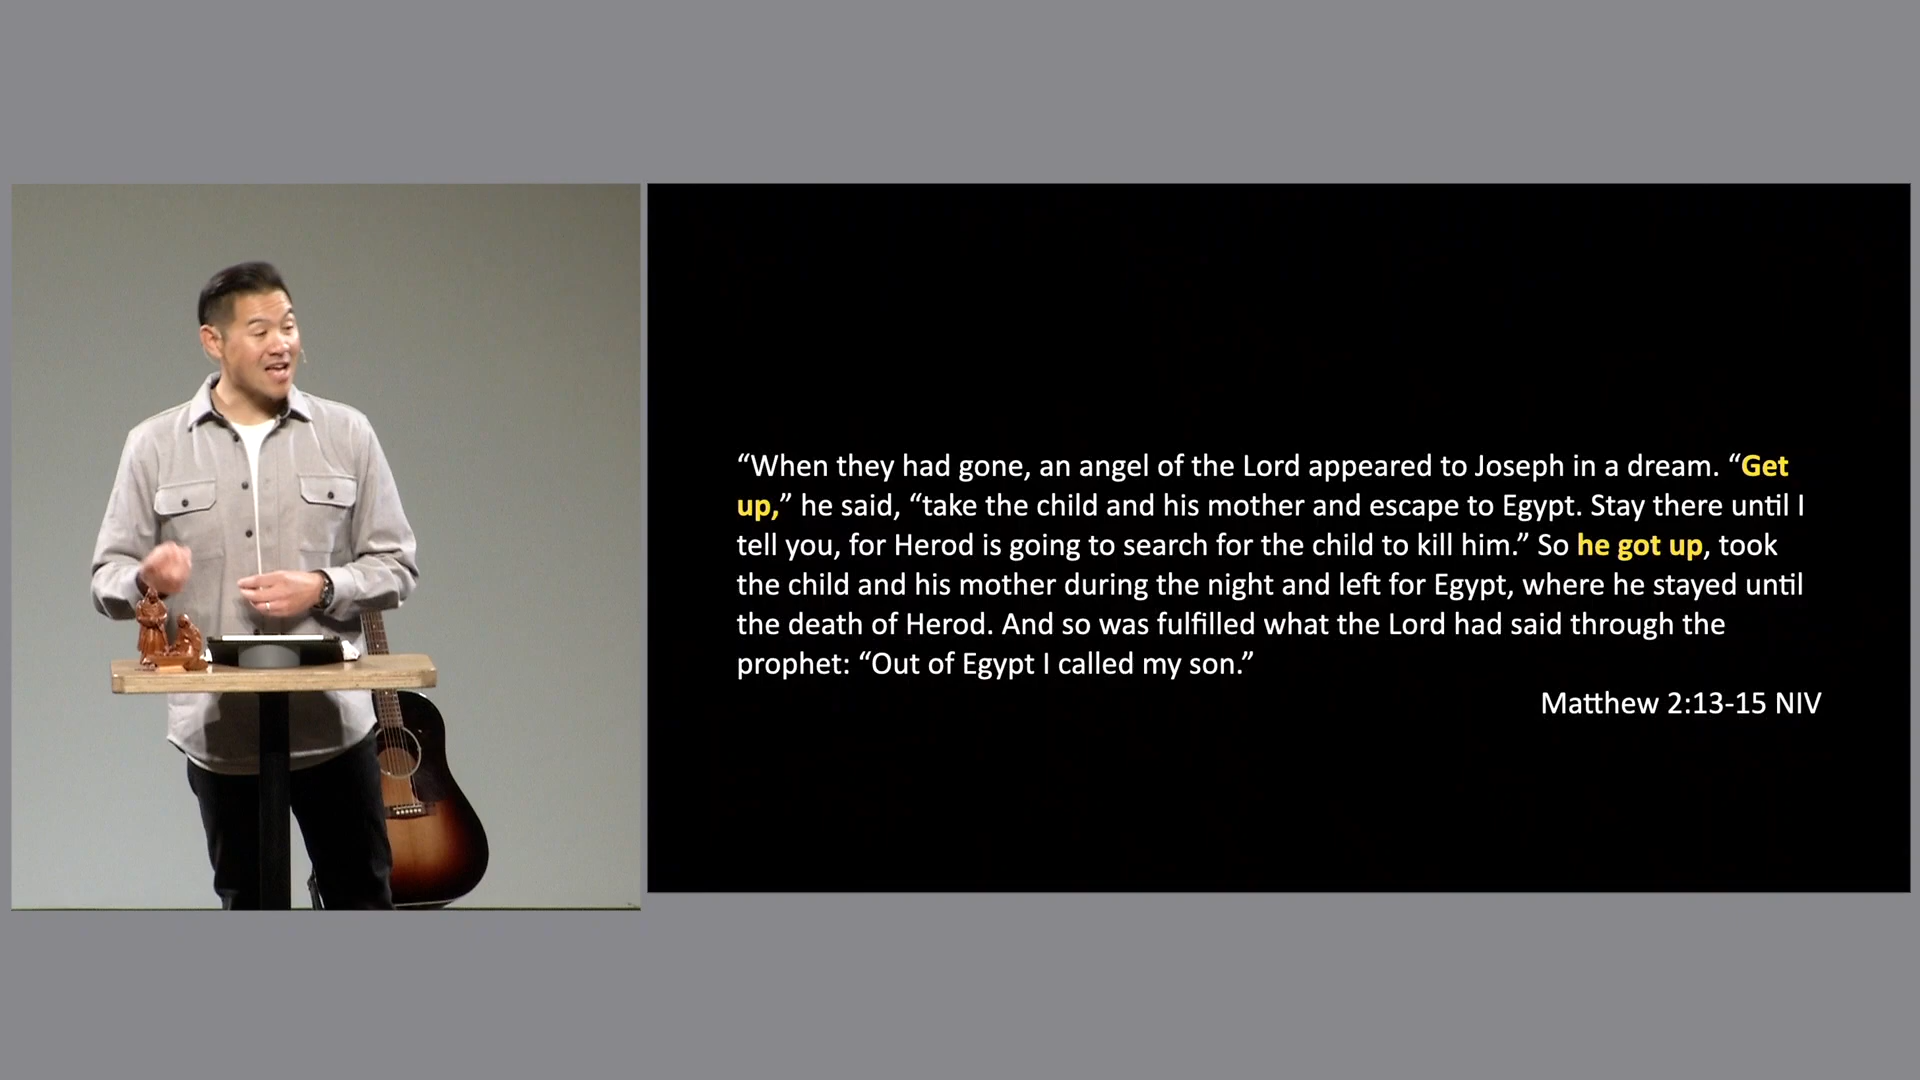 “When they had gone, an angel of the Lord appeared to Joseph in a dream. “Get
up,” he said, “take the child and his mother and escape to Egypt. Stay there until I
tell you, for Herod is going to search for the child to kill him.” So he got up, took
the child and his mother during the night and left for Egypt, where he stayed until
the death of Herod. And so was fulfilled what the Lord had said through the
prophet: “Out of Egypt I called my son.”
Matthew 2:13-15 NIV